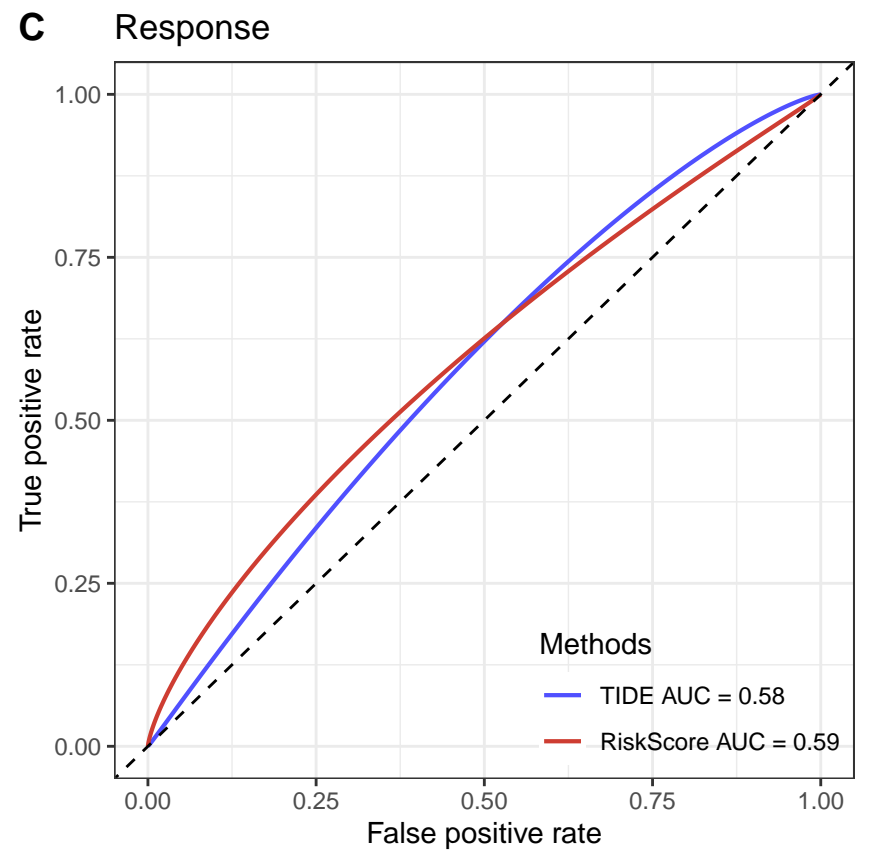 C Response
True positive rate
1.00
0.75
0.50
0.25
0.00
Methods
TIDE AUC = 0.58
RiskScore AUC = 0.59
0.00 0.25 0.50 0.75 1.00
False positive rate